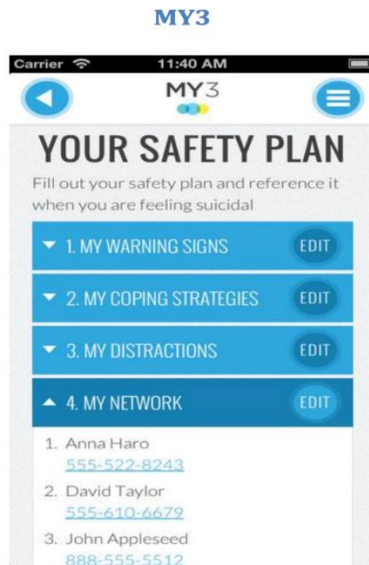 MY3
Carrier 11:40 AM
MY3
YOUR SAFETY PLAN
Fill out your safety plan and reference it
when you are feeling suicidal
1. MY WARNING SIGNS EDIT
2. MY COPING STRATEGIES EDIT
3. MY DISTRACTIONS EDIT
4. MY NETWORK EDIT
1. Anna Haro
555-522-8243
2. David Taylor
555-610-6679
3. John Appleseed
888-555-5512